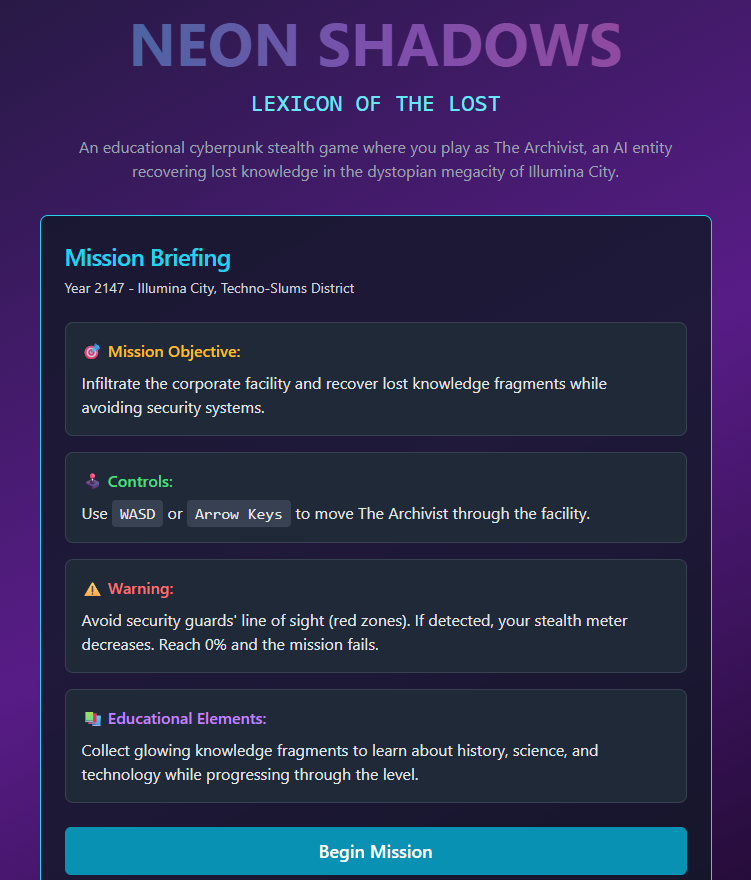 NEON SHADOWS
LEXICON OF THE LOST
An educational cyberpunk stealth game where you play as The Archivist, an AI entity
recovering lost knowledge in the dystopian megacity of Illumina City.
Mission Briefing
Year 2147 - Illumina City, Techno-Slums District
🎯 Mission Objective:
Infiltrate the corporate facility and recover lost knowledge fragments while
avoiding security systems.
🕹️ Controls:
Use WASD or Arrow Keys to move The Archivist through the facility.
⚠️ Warning:
Avoid security guards' line of sight (red zones). If detected, your stealth meter
decreases. Reach 0% and the mission fails.
📚 Educational Elements:
Collect glowing knowledge fragments to learn about history, science, and
technology while progressing through the level.
Begin Mission